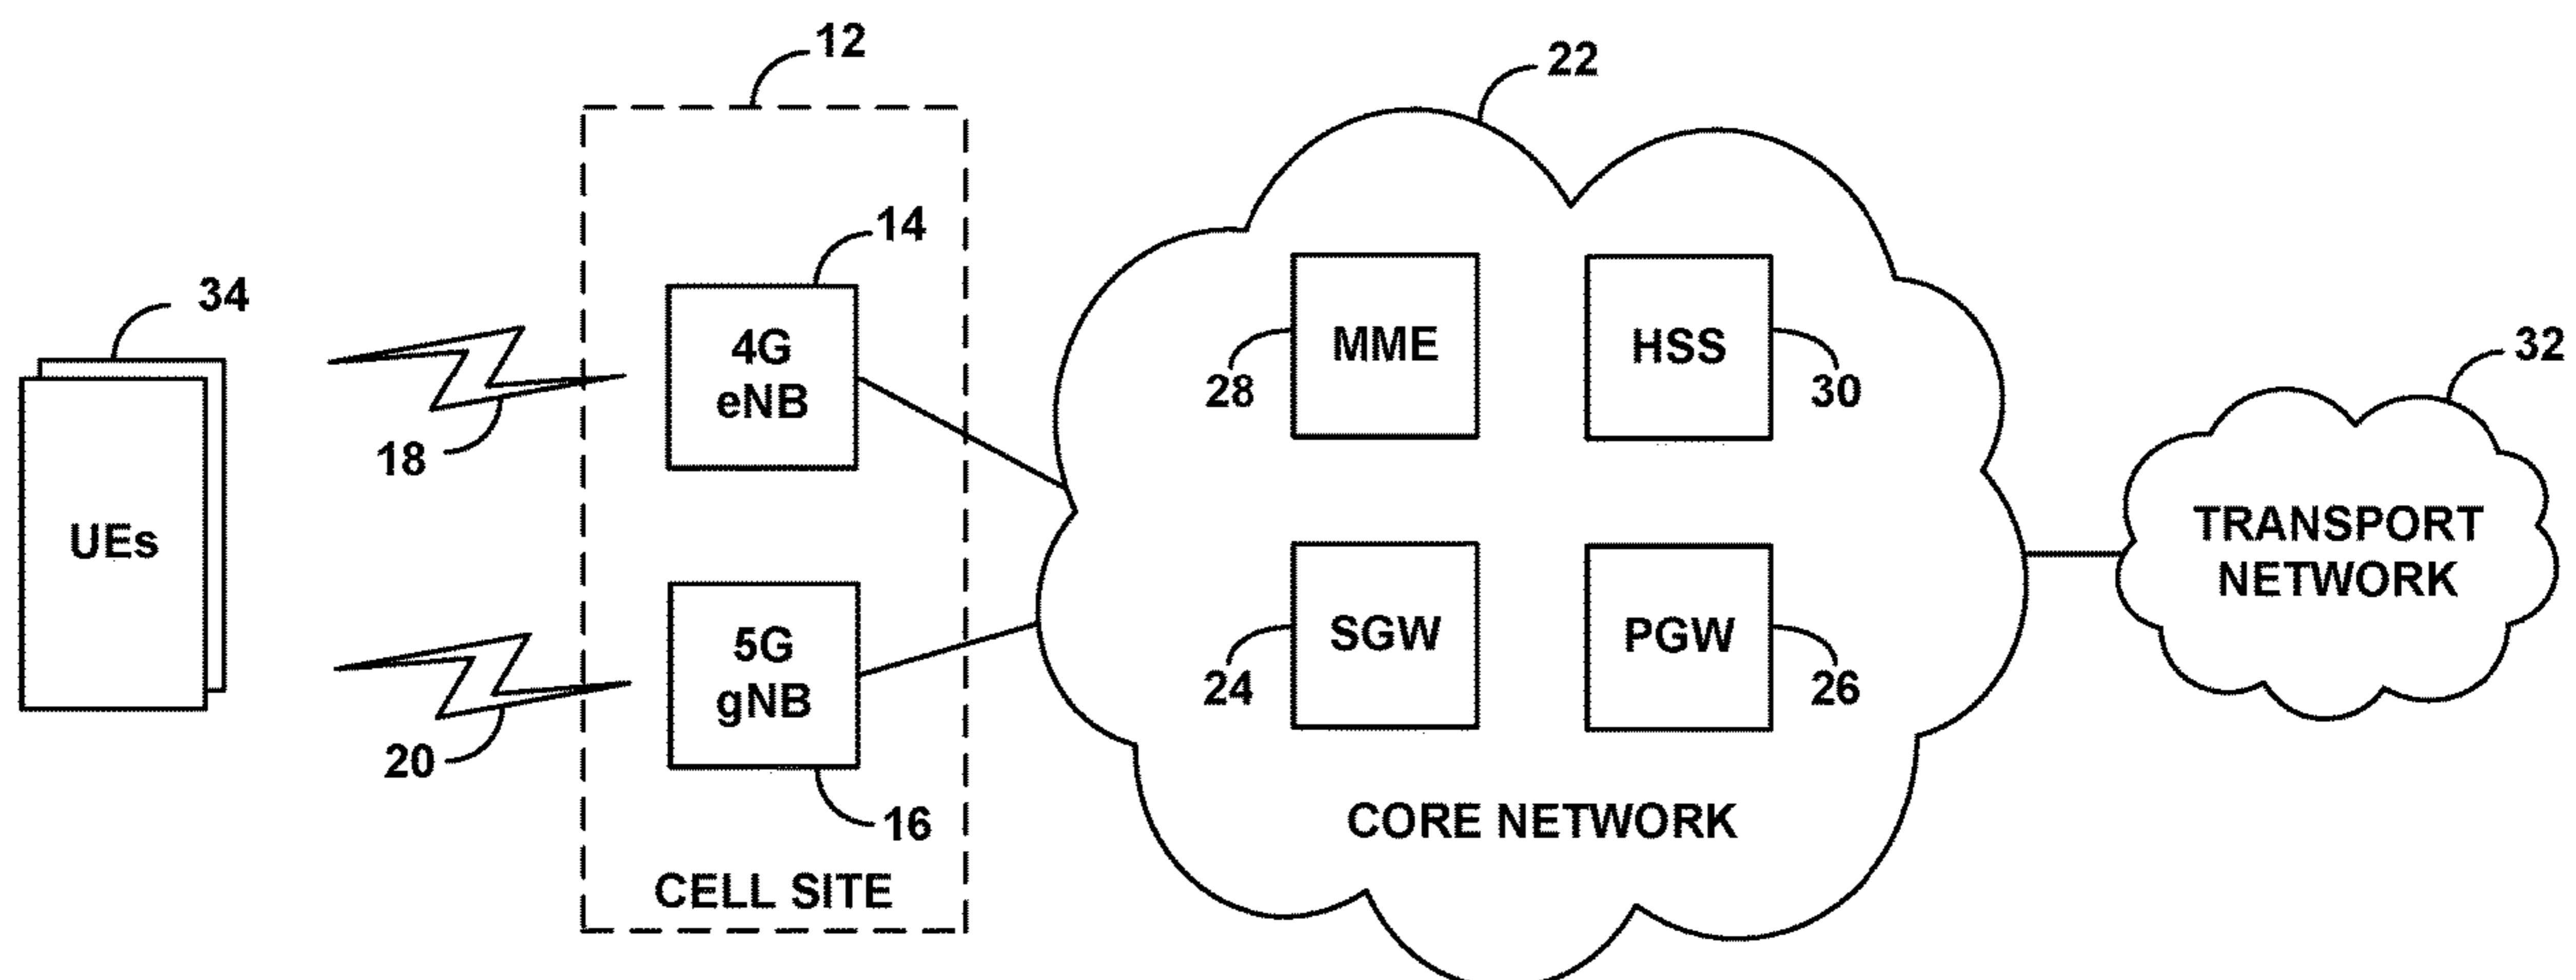 12
22
14
34
4G
eNB
MME
HSS
32
28
30
18
UEs
TRANSPORT
NETWORK
5G
gNB
SGW
PGW
24
26
20
16
CORE NETWORK
CELL SITE